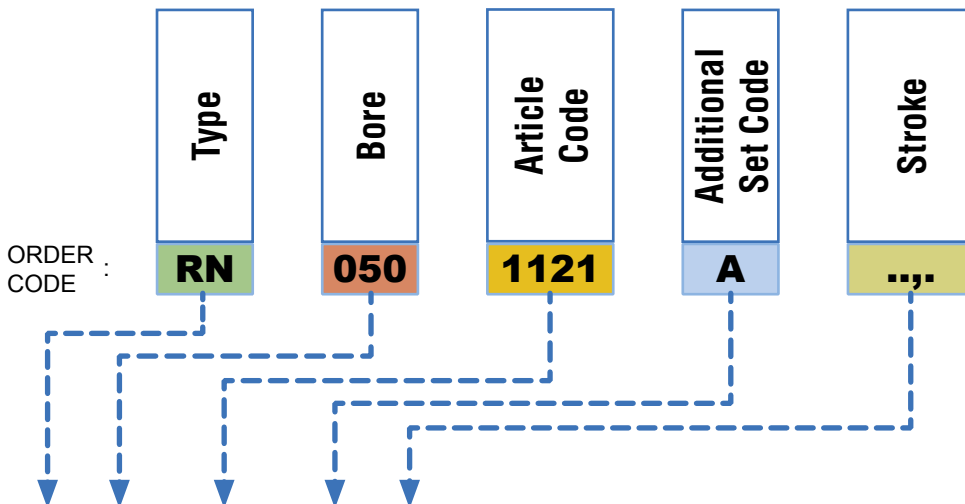 Type
Bore
Article
Code
Additional
Set Code
Stroke
ORDER
CODE :
RN
050
1121
A
..,.